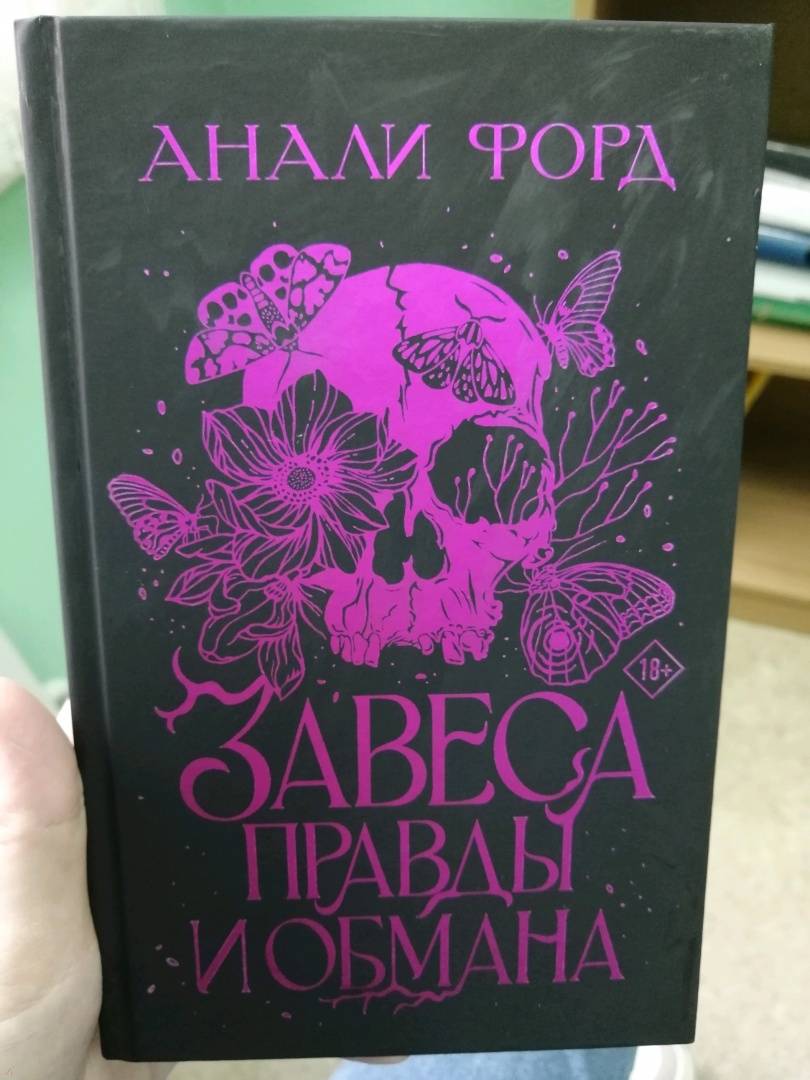 АНАЛИ ФОРД
18+
ЗАВЕСА
ПРАВДЫ
И ОБМАНА